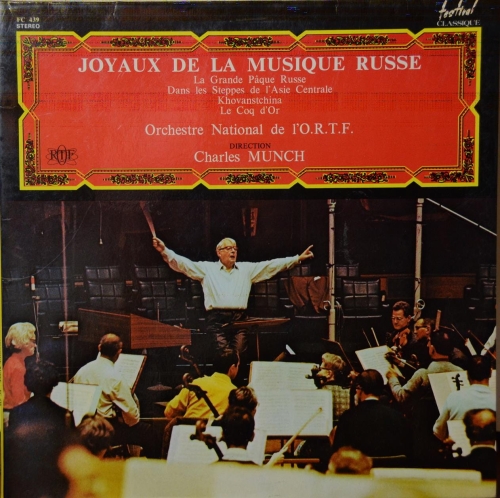 FC 439
STEREO
festival
CLASSIQUE
JOYAUX DE LA MUSIQUE RUSSE
La Grande Pâque Russe
Dans les Steppes de l'Asie Centrale
Khovanstchina
Le Coq d'Or
Orchestre National de l'O.R.T.F.
DIRECTION
Charles MUNCH